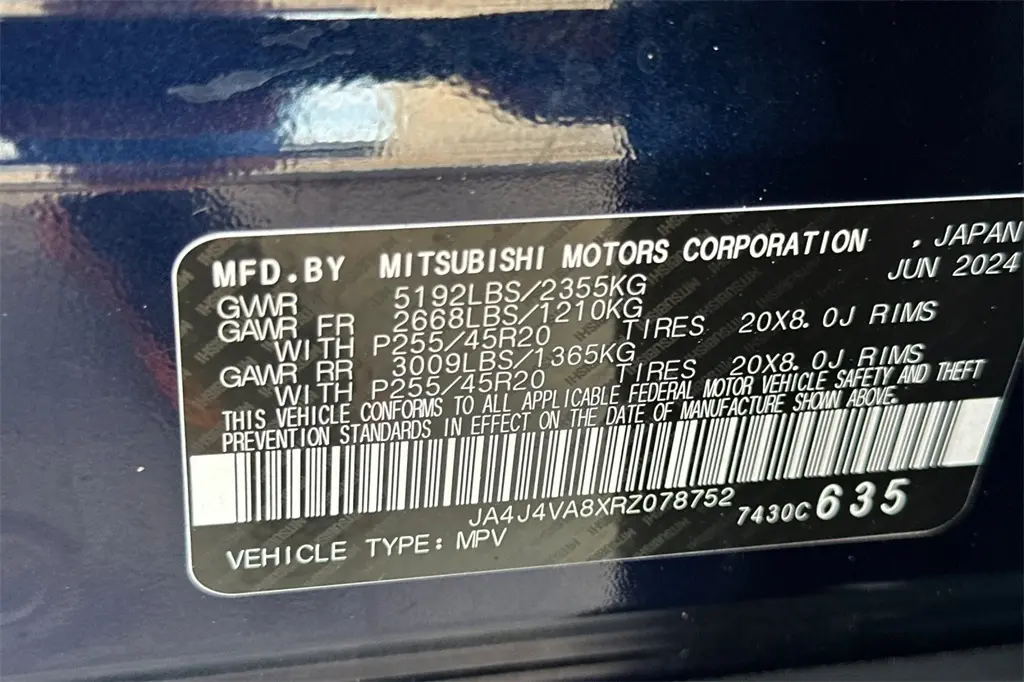 MFD.BY MITSUBISHI MOTORS CORPORATION . JAPAN
JUN 2024
GWWR 5192LBS/2355KG
GAWR FR 2668LBS/1210KG
WITH P255/45R20 TIRES 20X8.0J RIMS
GAWR RR 3009LBS/1365KG
WITH P255/45R20 TIRES 20X8.0J RIMS
THIS VEHICLE CONFORMS TO ALL APPLICABLE FEDERAL MOTOR VEHICLE SAFETY AND THEFT
PREVENTION STANDARDS IN EFFECT ON THE DATE OF MANUFACTURE SHOWN ABOVE.
JA4J4VA8XRZ078752 7430C 635
VEHICLE TYPE: MPV